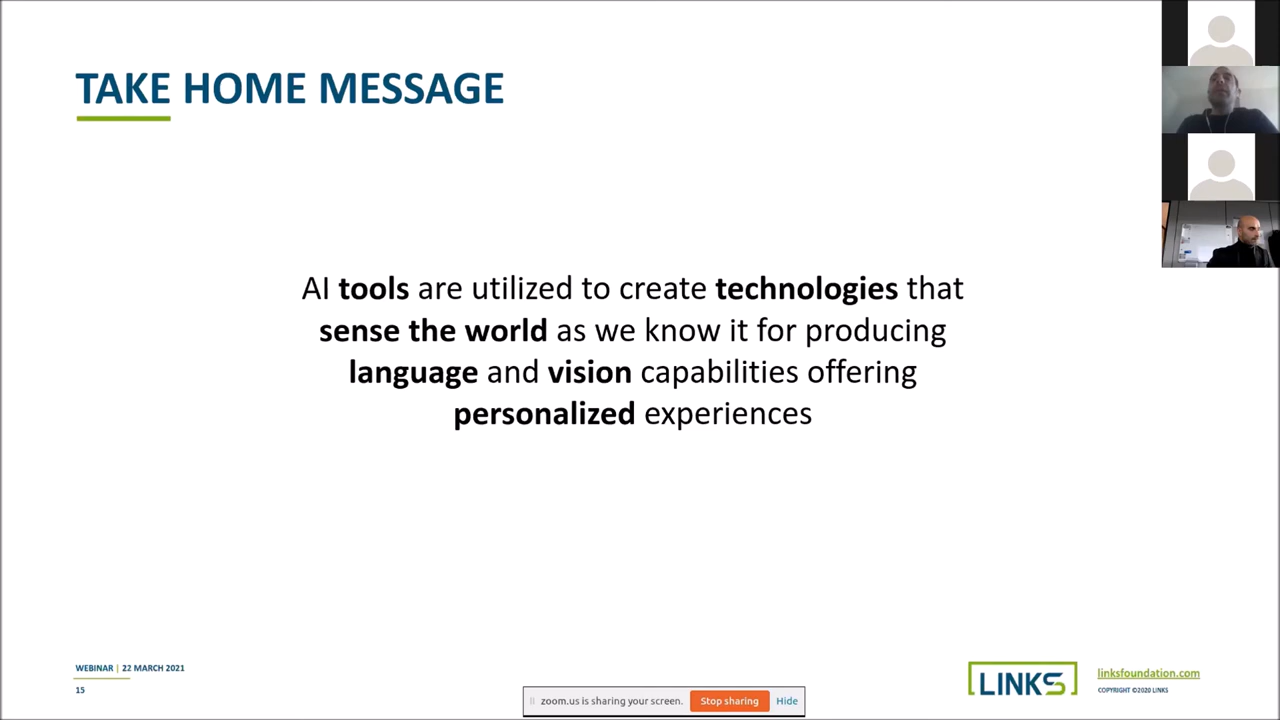 TAKE HOME MESSAGE
AI tools are utilized to create technologies that
sense the world as we know it for producing
language and vision capabilities offering
personalized experiences
WEBINAR | 22 MARCH 2021
15
zoom.us is sharing your screen.
Stop sharing
Hide
LINKS
linksfoundation.com
COPYRIGHT ©2020 LINKS